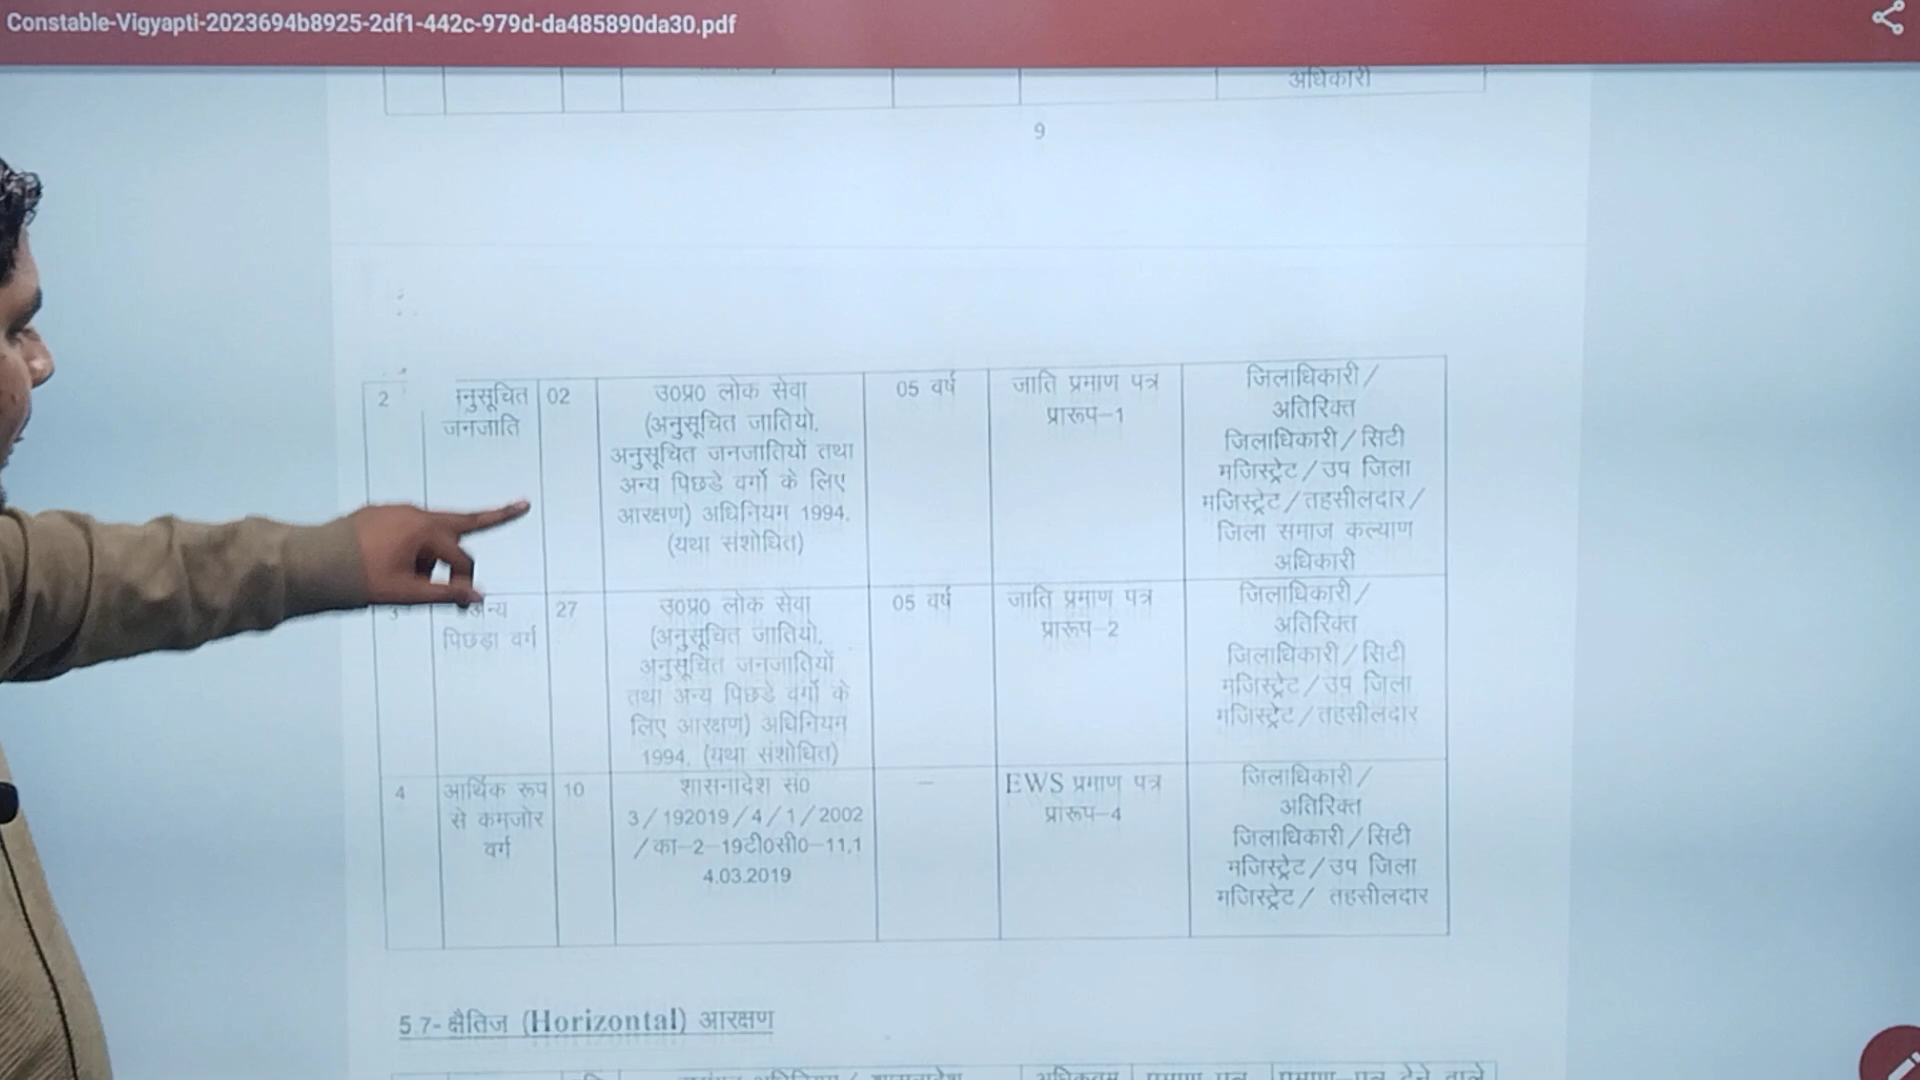 Constable-Vigyapti-2023694b8925-2df1-442c-979d-da485890da30.pdf
अधिकारी
9
2
नुसूचित
जनजाति
02
उ0प्र0 लोक सेवा
(अनुसूचित जातियो,
अनुसूचित जनजातियों तथा
अन्य पिछडे वर्गो के लिए
आरक्षण) अधिनियम 1994,
(यथा संशोधित)
05 वर्ष
जाति प्रमाण पत्र
प्रारूप–1
जिलाधिकारी /
अतिरिक्त
जिलाधिकारी / सिटी
मजिस्ट्रेट / उप जिला
मजिस्ट्रेट / तहसीलदार /
जिला समाज कल्याण
अधिकारी
अन्य
पिछड़ा वर्ग
27
उ0प्र0 लोक सेवा
(अनुसूचित जातियो,
अनुसूचित जनजातियों
तथा अन्य पिछडे वर्गो के
लिए आरक्षण) अधिनियम
1994, (यथा संशोधित)
05 वर्ष
जाति प्रमाण पत्र
प्रारूप–2
जिलाधिकारी /
अतिरिक्त
जिलाधिकारी / सिटी
मजिस्ट्रेट / उप जिला
मजिस्ट्रेट / तहसीलदार
4
आर्थिक रूप
से कमजोर
वर्ग
10
शासनादेश सं0
3 / 192019 / 4 / 1 / 2002
/ का–2–19टी0सी0–11,1
4.03.2019
–
EWS प्रमाण पत्र
प्रारूप–4
जिलाधिकारी /
अतिरिक्त
जिलाधिकारी / सिटी
मजिस्ट्रेट / उप जिला
मजिस्ट्रेट / तहसीलदार
5.7- क्षैतिज (Horizontal) आरक्षण